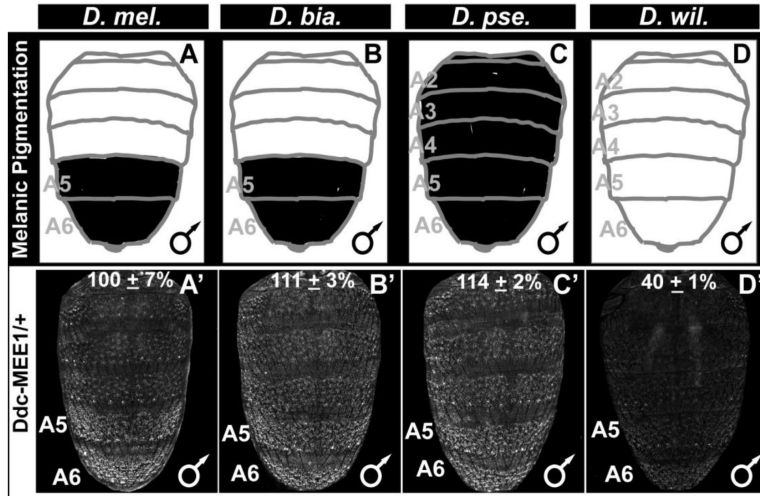 D. mel.
D. bia.
D. pse.
D. wil.
Melanic Pigmentation
A
B
C
D
A5
A6
A5
A6
A2
A3
A4
A5
A6
A2
A3
A4
A5
A6
Ddc-MEE1/+
100 ± 7%
A'
111 ± 3%
B'
114 ± 2%
C'
40 ± 1%
D'
A5
A6
A5
A6
A5
A6
A5
A6